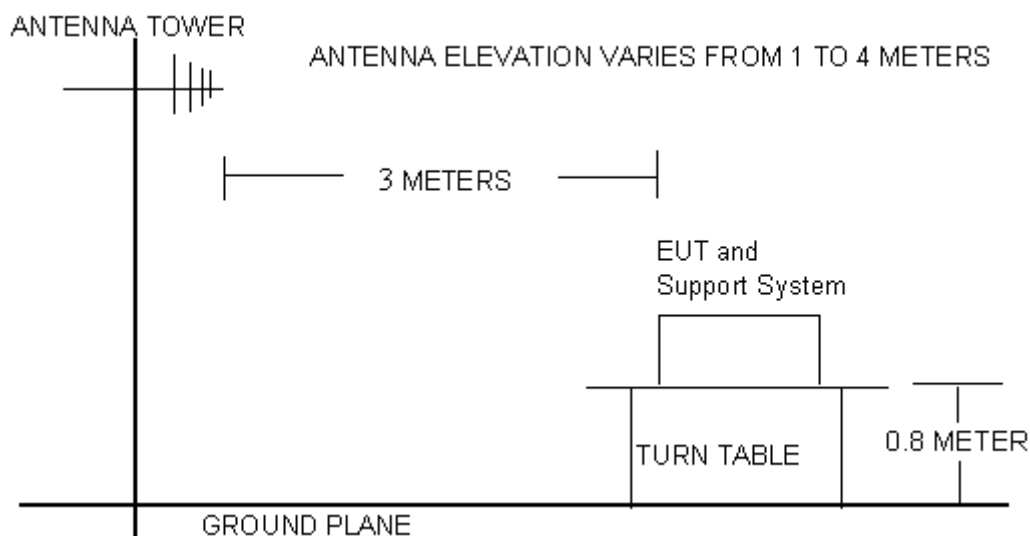 ANTENNA TOWER
ANTENNA ELEVATION VARIES FROM 1 TO 4 METERS
3 METERS
EUT and
Support System
TURN TABLE
0.8 METER
GROUND PLANE